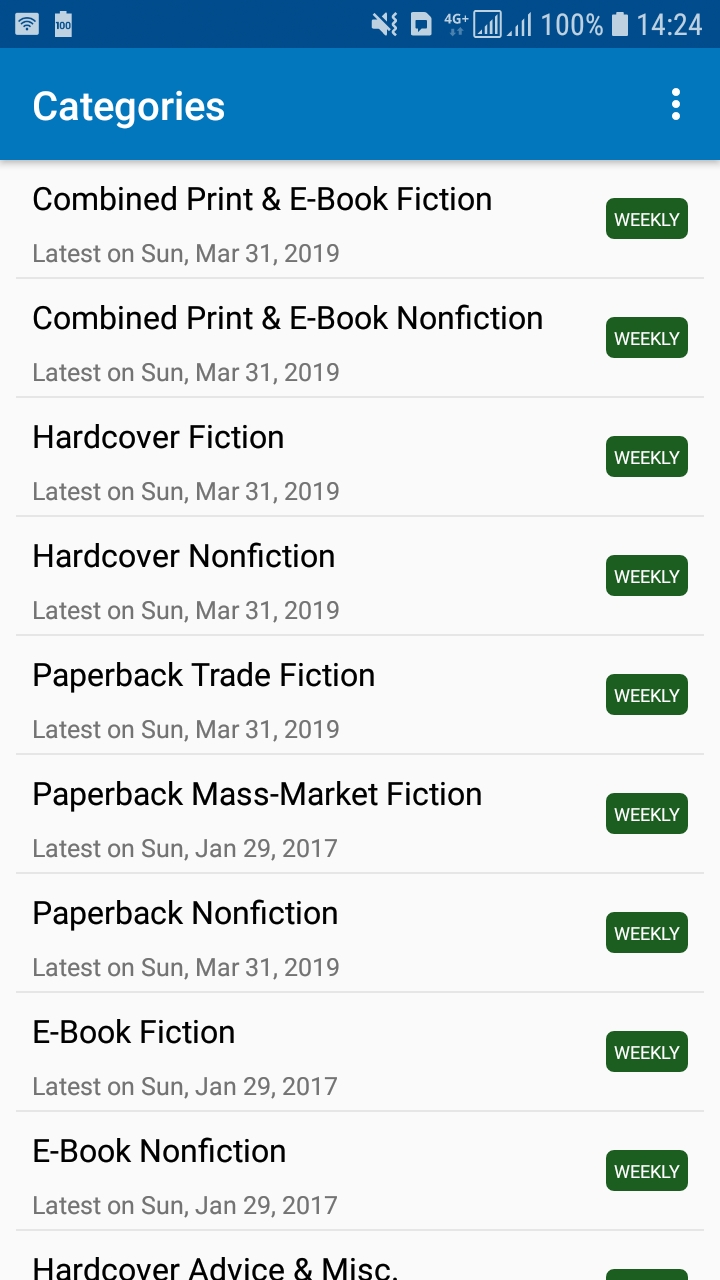 100 4G+ 100% 14:24
Categories
Combined Print & E-Book Fiction
WEEKLY
Latest on Sun, Mar 31, 2019
Combined Print & E-Book Nonfiction
WEEKLY
Latest on Sun, Mar 31, 2019
Hardcover Fiction
WEEKLY
Latest on Sun, Mar 31, 2019
Hardcover Nonfiction
WEEKLY
Latest on Sun, Mar 31, 2019
Paperback Trade Fiction
WEEKLY
Latest on Sun, Mar 31, 2019
Paperback Mass-Market Fiction
WEEKLY
Latest on Sun, Jan 29, 2017
Paperback Nonfiction
WEEKLY
Latest on Sun, Mar 31, 2019
E-Book Fiction
WEEKLY
Latest on Sun, Jan 29, 2017
E-Book Nonfiction
WEEKLY
Latest on Sun, Jan 29, 2017
Hardcover Advice & Misc.